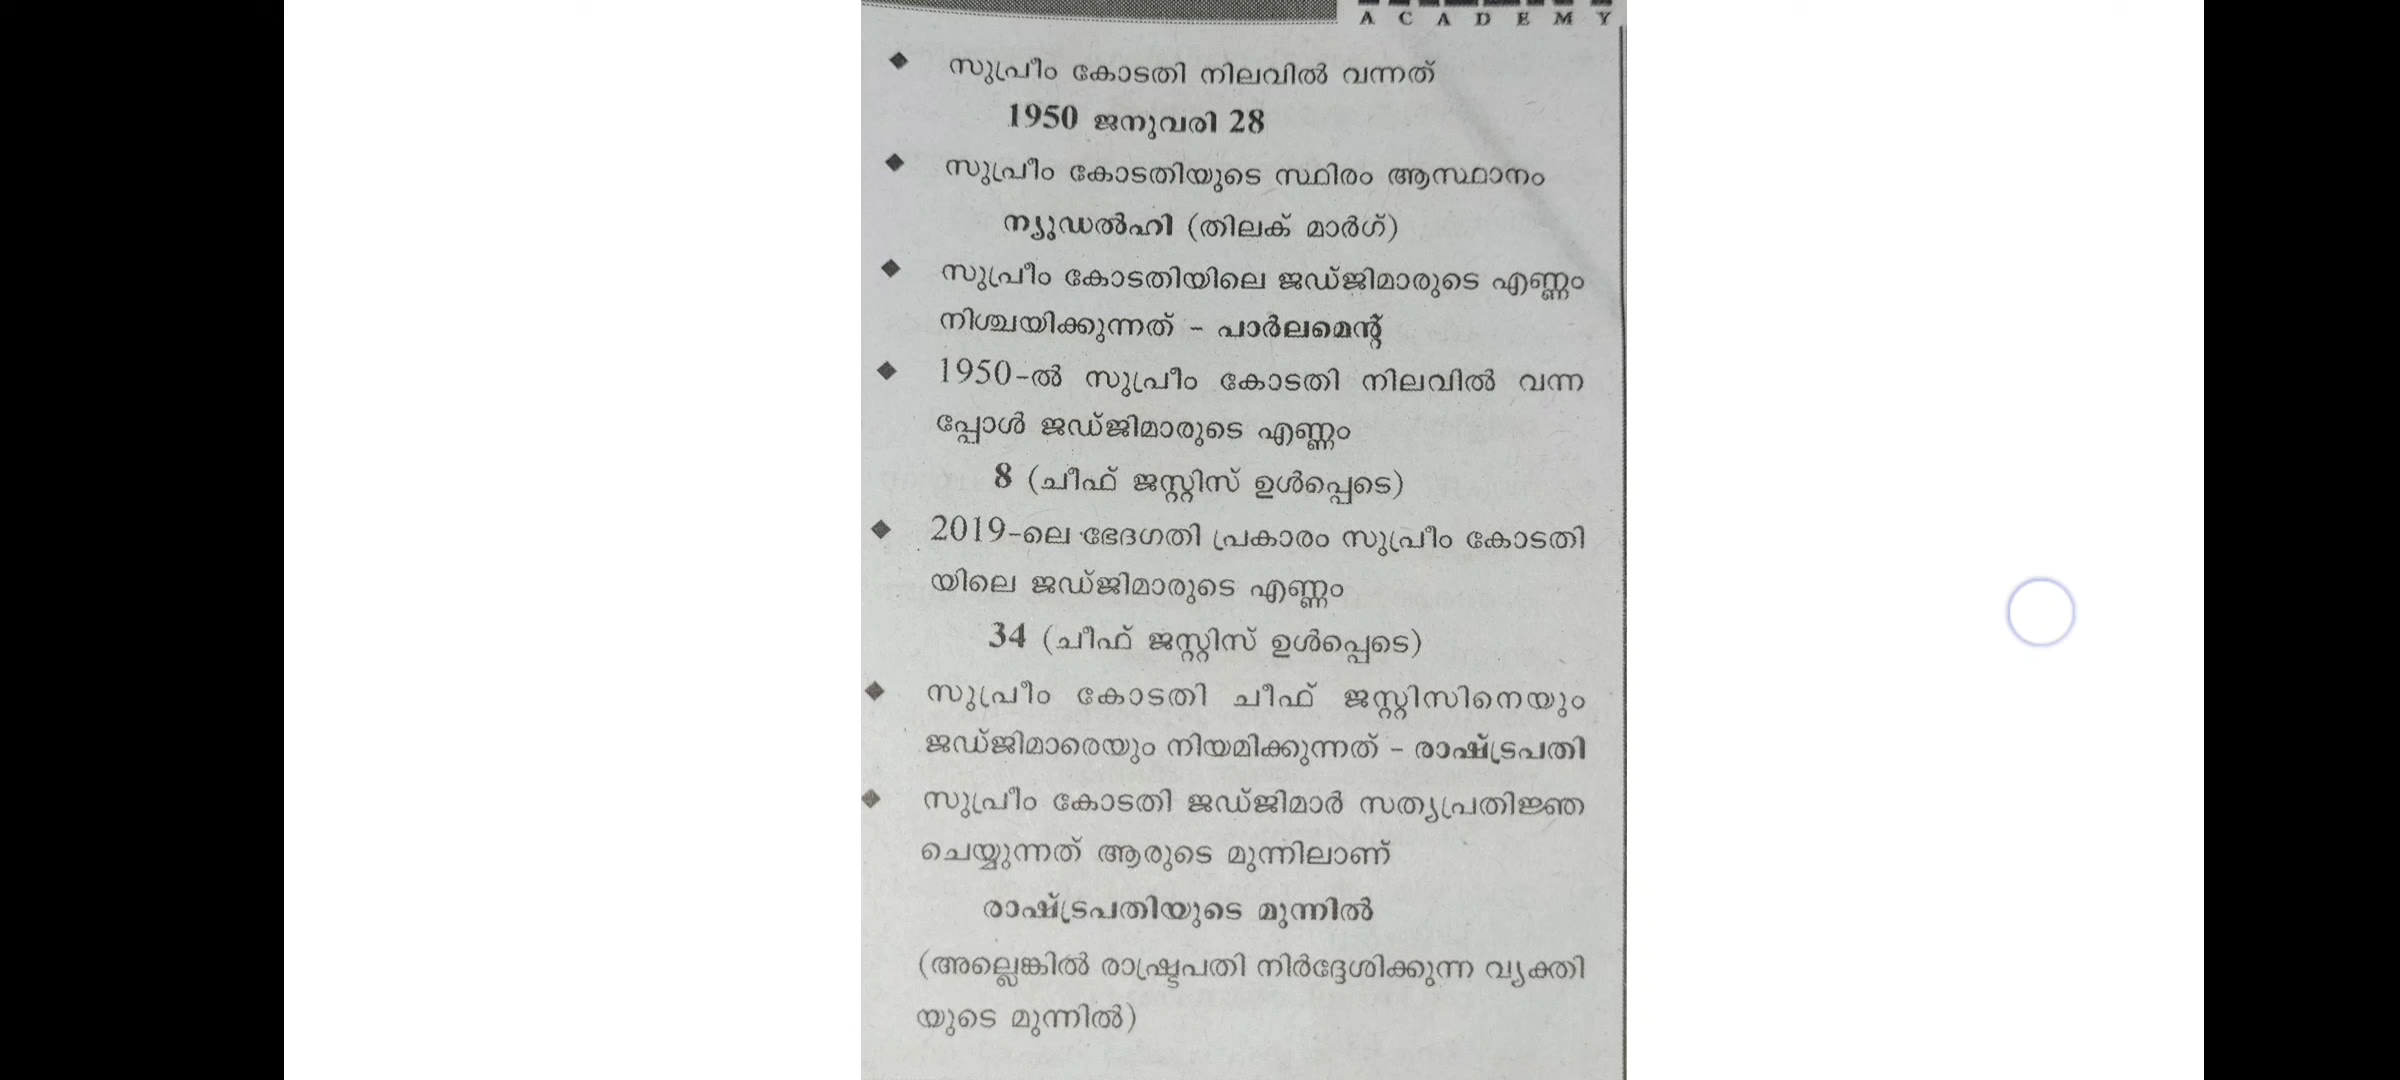 A C A D E M Y
◆ സുപ്രീം കോടതി നിലവിൽ വന്നത്
1950 ജനുവരി 28
◆ സുപ്രീം കോടതിയുടെ സ്ഥിരം ആസ്ഥാനം
ന്യൂഡൽഹി (തിലക് മാർഗ്)
◆ സുപ്രീം കോടതിയിലെ ജഡ്ജിമാരുടെ എണ്ണം
നിശ്ചയിക്കുന്നത് - പാർലമെന്റ്
◆ 1950-ൽ സുപ്രീം കോടതി നിലവിൽ വന്ന
പ്പോൾ ജഡ്ജിമാരുടെ എണ്ണം
8 (ചീഫ് ജസ്റ്റിസ് ഉൾപ്പെടെ)
◆ 2019-ലെ ഭേദഗതി പ്രകാരം സുപ്രീം കോടതി
യിലെ ജഡ്ജിമാരുടെ എണ്ണം
34 (ചീഫ് ജസ്റ്റിസ് ഉൾപ്പെടെ)
◆ സുപ്രീം കോടതി ചീഫ് ജസ്റ്റിസിനെയും
ജഡ്ജിമാരെയും നിയമിക്കുന്നത് - രാഷ്ട്രപതി
◆ സുപ്രീം കോടതി ജഡ്ജിമാർ സത്യപ്രതിജ്ഞ
ചെയ്യുന്നത് ആരുടെ മുന്നിലാണ്
രാഷ്ട്രപതിയുടെ മുന്നിൽ
(അല്ലെങ്കിൽ രാഷ്ട്രപതി നിർദ്ദേശിക്കുന്ന വ്യക്തി
യുടെ മുന്നിൽ)